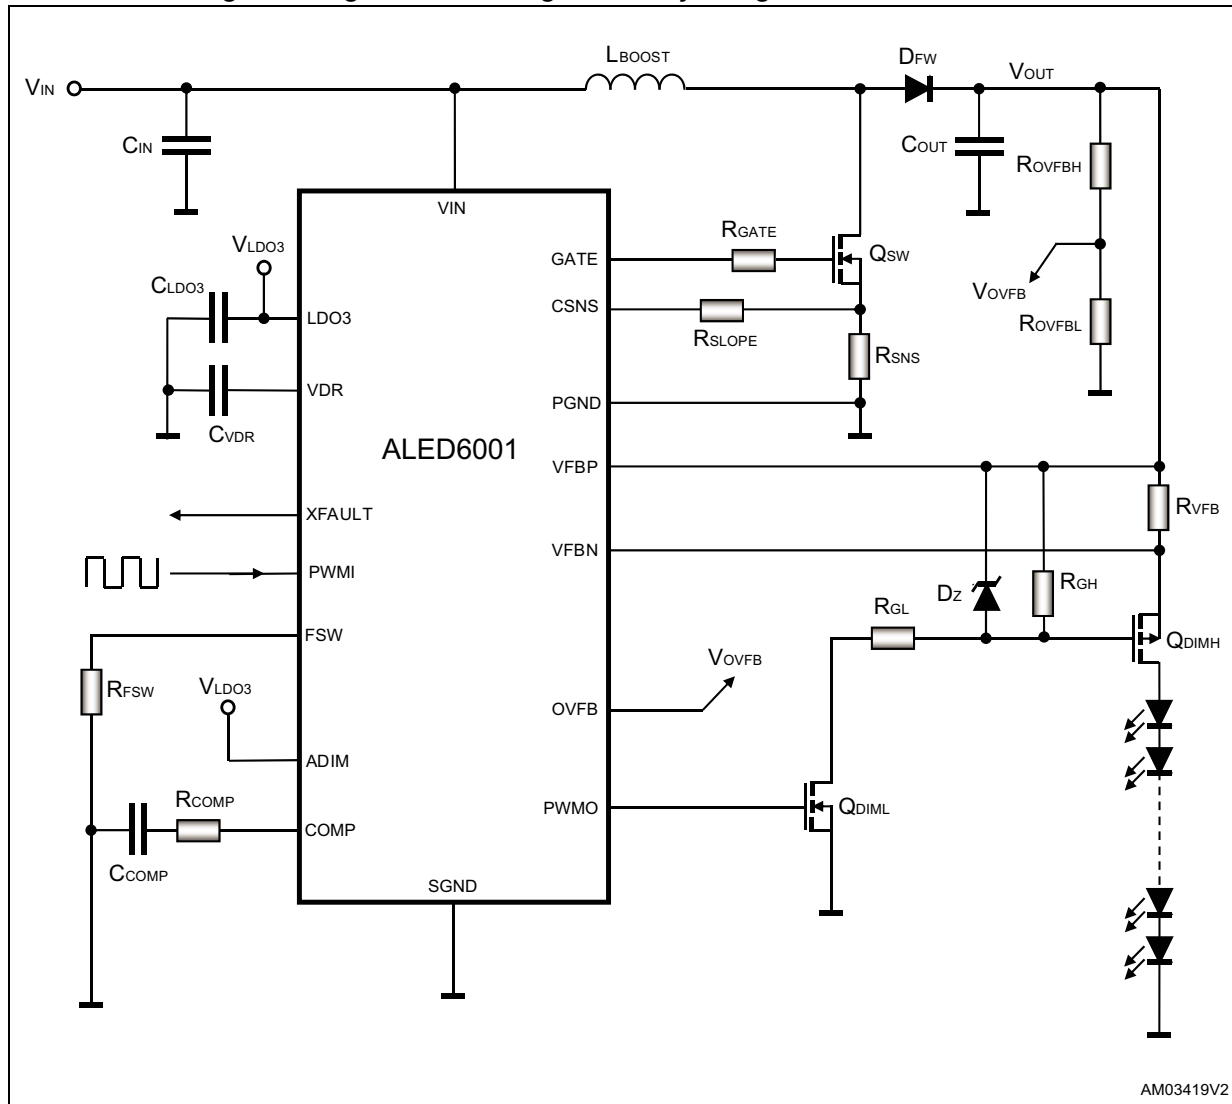 LBOOST
DFW
VOUT
VIN
CIN
COUT
ROVFBH
VIN
VLDO3
RGATE
QSW
GATE
CLDO3
CSNS
VOVFB
LDO3
RSLOPE
ROVFBL
RSNS
VDR
PGND
CVDR
ALED6001
VFBP
XFAULT
RVFB
VFBN
PWMI
DZ
RGH
RGL
FSW
QDIMH
VOVFB
RFSW
VLDO3
OVFB
ADIM
RCOMP
PWMO
QDIML
COMP
CCOMP
SGND
AM03419V2